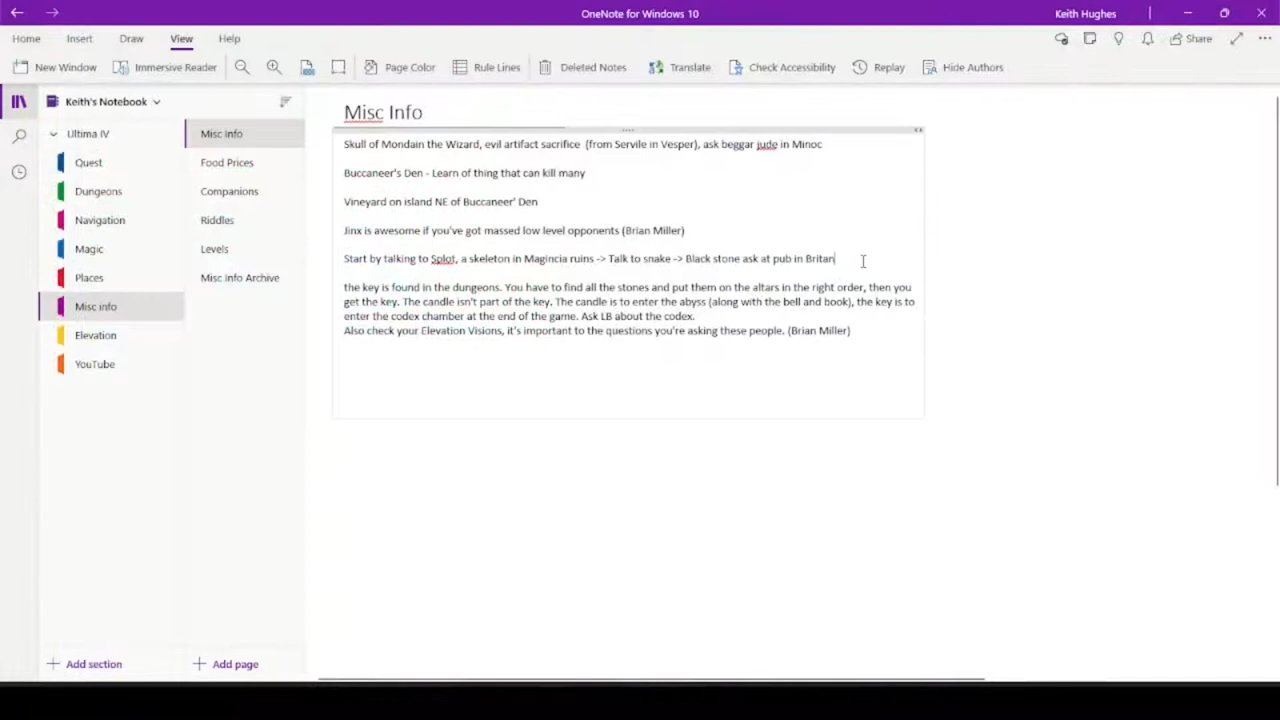 OneNote for Windows 10
Keith Hughes
Home Insert Draw View Help
Share
New Window Immersive Reader Page Color Rule Lines Deleted Notes Translate Check Accessibility Replay Hide Authors
Keith's Notebook
Ultima IV
Quest
Dungeons
Navigation
Magic
Places
Misc info
Elevation
YouTube
Add section
Misc Info
Food Prices
Companions
Riddles
Levels
Misc Info Archive
Add page
Misc Info
Skull of Mondain the Wizard, evil artifact sacrifice (from Servile in Vesper), ask beggar jude in Minoc
Buccaneer's Den - Learn of thing that can kill many
Vineyard on island NE of Buccaneer' Den
Jinx is awesome if you've got massed low level opponents (Brian Miller)
Start by talking to Splot, a skeleton in Magincia ruins -> Talk to snake -> Black stone ask at pub in Britan
the key is found in the dungeons. You have to find all the stones and put them on the altars in the right order, then you
get the key. The candle isn't part of the key. The candle is to enter the abyss (along with the bell and book), the key is to
enter the codex chamber at the end of the game. Ask LB about the codex.
Also check your Elevation Visions, it's important to the questions you're asking these people. (Brian Miller)